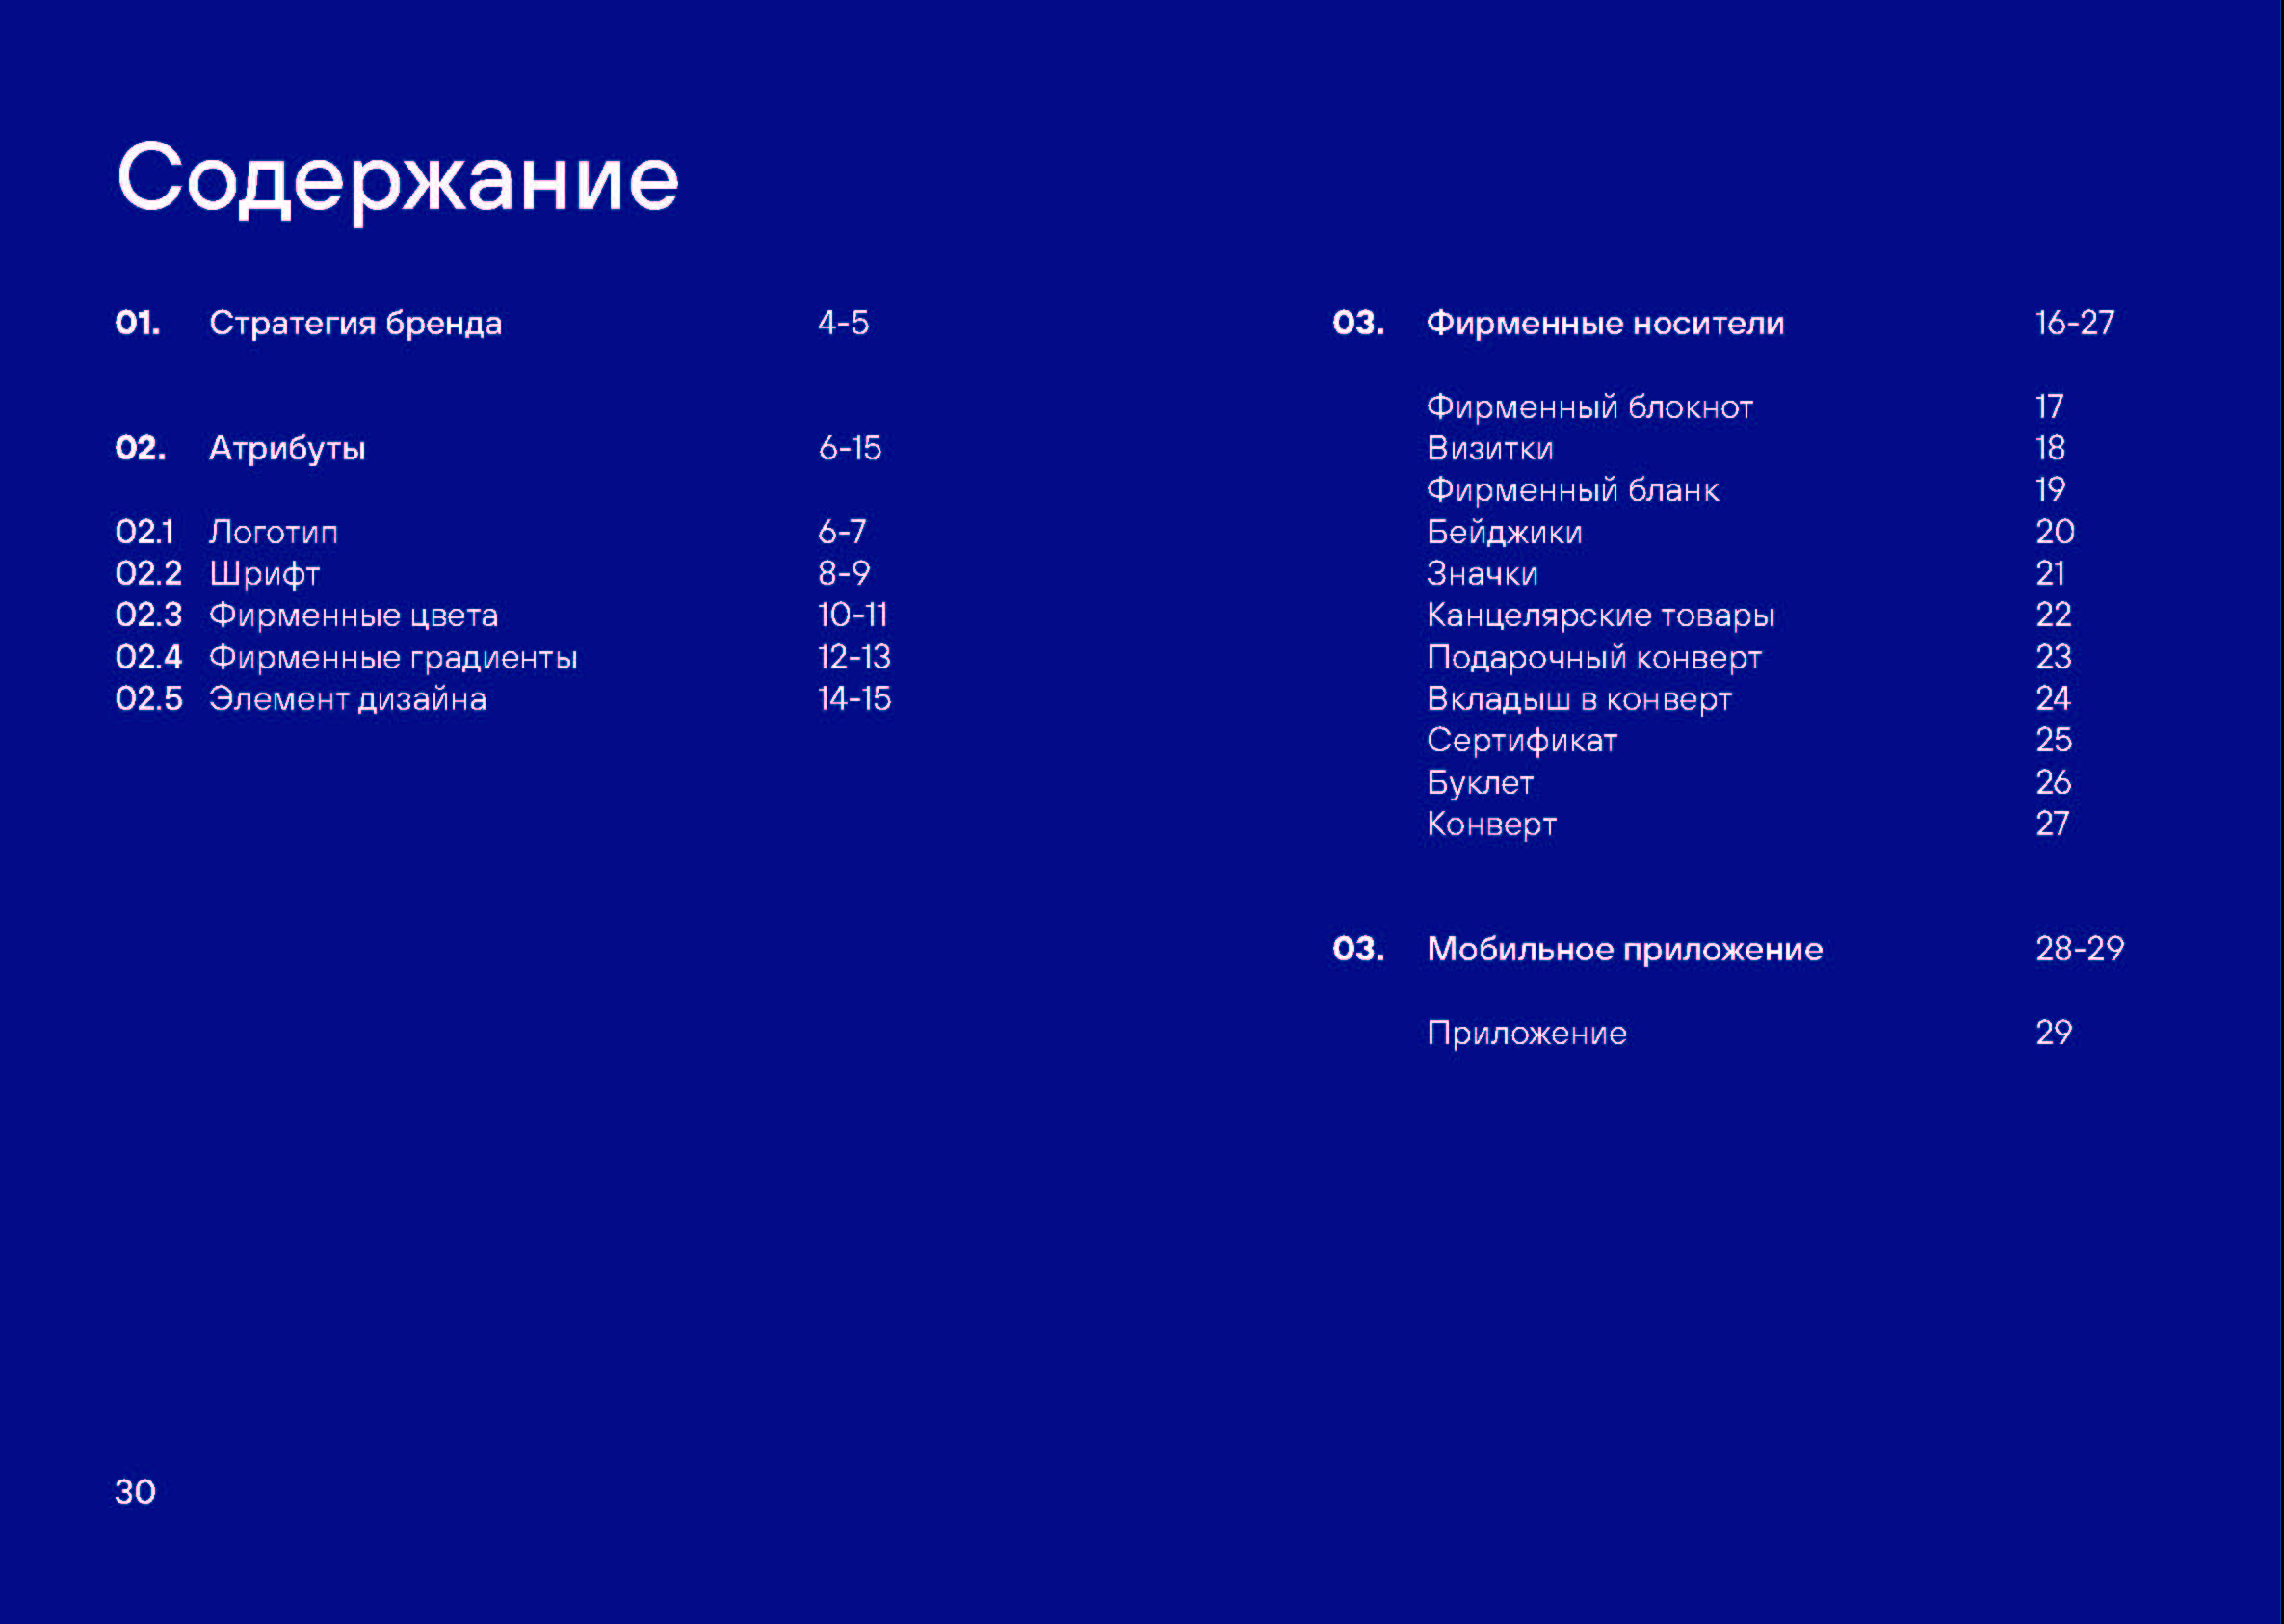 Содержание
01. Стратегия бренда 4-5
02. Атрибуты 6-15
02.1 Логотип 6-7
02.2 Шрифт 8-9
02.3 Фирменные цвета 10-11
02.4 Фирменные градиенты 12-13
02.5 Элемент дизайна 14-15
03. Фирменные носители 16-27
Фирменный блокнот 17
Визитки 18
Фирменный бланк 19
Бейджики 20
Значки 21
Канцелярские товары 22
Подарочный конверт 23
Вкладыш в конверт 24
Сертификат 25
Буклет 26
Конверт 27
03. Мобильное приложение 28-29
Приложение 29
30